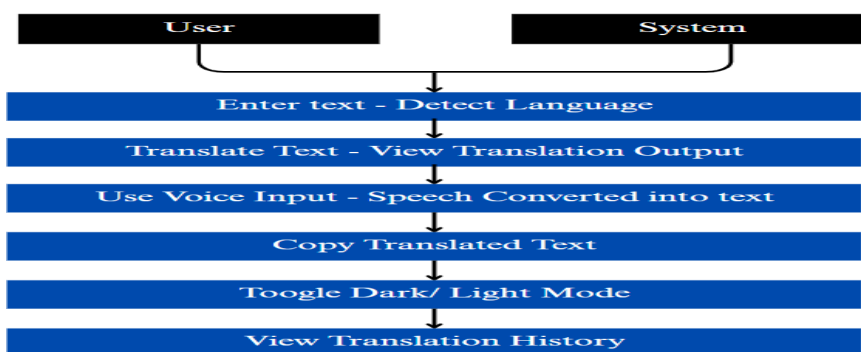 User
System
Enter text - Detect Language
Translate Text - View Translation Output
Use Voice Input - Speech Converted into text
Copy Translated Text
Toogle Dark/ Light Mode
View Translation History